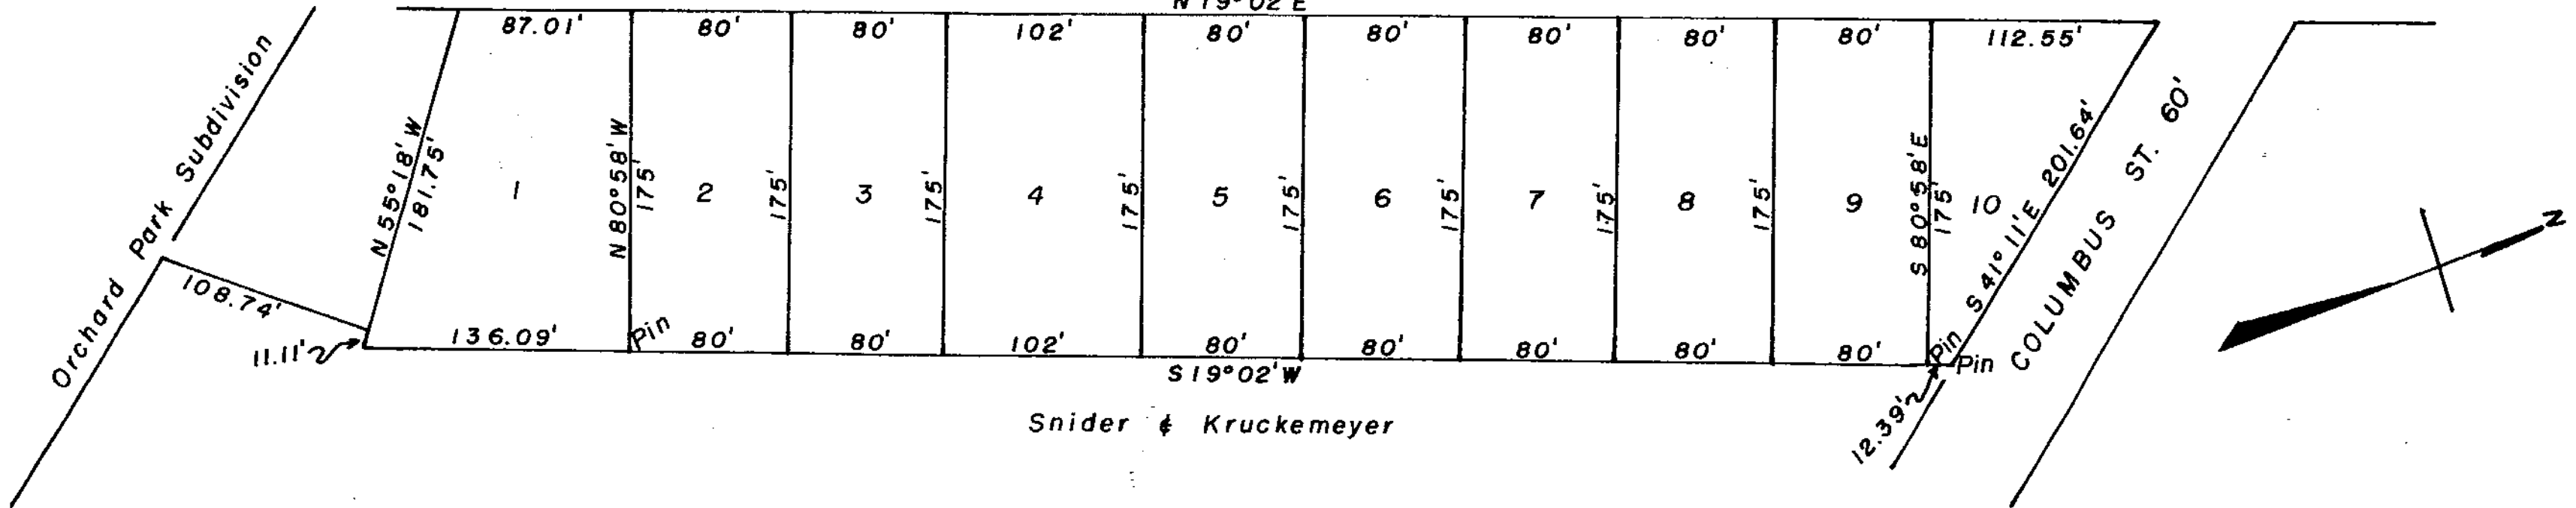 N 19° 02' E
87.01' 80' 80' 102' 80' 80' 80' 80' 80' 112.55'
Orchard Park Subdivision
N 55° 18' W
181.75'
N 80° 58' W
175'
175'
175'
175'
175'
175'
175'
175'
S 80° 58' E
175'
S 41° 11' E 201.64'
COLUMBUS ST. 60'
1 2 3 4 5 6 7 8 9 10
N
108.74'
11.11'
136.09' Pin 80' 80' 102' 80' 80' 80' 80' 80' Pin Pin
S 19° 02' W
12.39'
Snider & Kruckemeyer